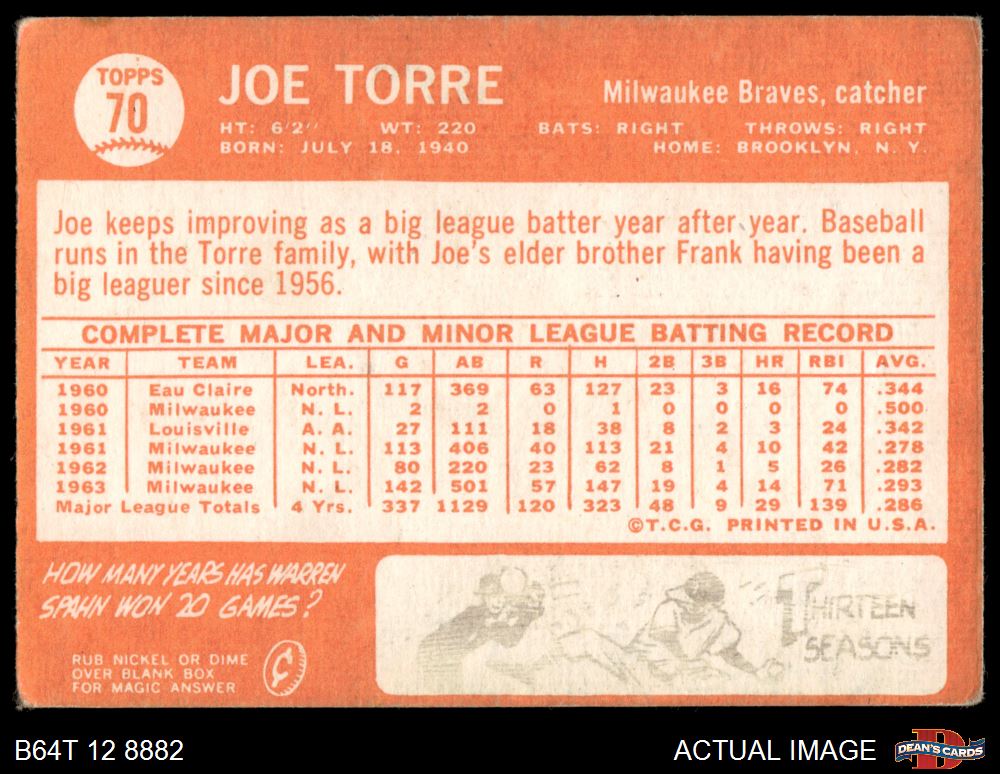 TOPPS
70
JOE TORRE
Milwaukee Braves, catcher
HT: 6'2" WT: 220 BATS: RIGHT THROWS: RIGHT
BORN: JULY 18, 1940 HOME: BROOKLYN, N. Y.
Joe keeps improving as a big league batter year after year. Baseball
runs in the Torre family, with Joe's elder brother Frank having been a
big leaguer since 1956.
COMPLETE MAJOR AND MINOR LEAGUE BATTING RECORD
YEAR TEAM LEA. G AB R H 2B 3B HR RBI AVG.
1960 Eau Claire North. 117 369 63 127 23 3 16 74 .344
1960 Milwaukee N. L. 2 2 0 1 0 0 0 0 .500
1961 Louisville A. A. 27 111 18 38 8 2 3 24 .342
1961 Milwaukee N. L. 113 406 40 113 21 4 10 42 .278
1962 Milwaukee N. L. 80 220 23 62 8 1 5 26 .282
1963 Milwaukee N. L. 142 501 57 147 19 4 14 71 .293
Major League Totals 4 Yrs. 337 1129 120 323 48 9 29 139 .286
©T.C.G. PRINTED IN U.S.A.
HOW MANY YEARS HAS WARREN
SPAHN WON 20 GAMES?
RUB NICKEL OR DIME
OVER BLANK BOX
FOR MAGIC ANSWER
THIRTEEN
SEASONS
B64T 12 8882
ACTUAL IMAGE
D
DEAN'S CARDS